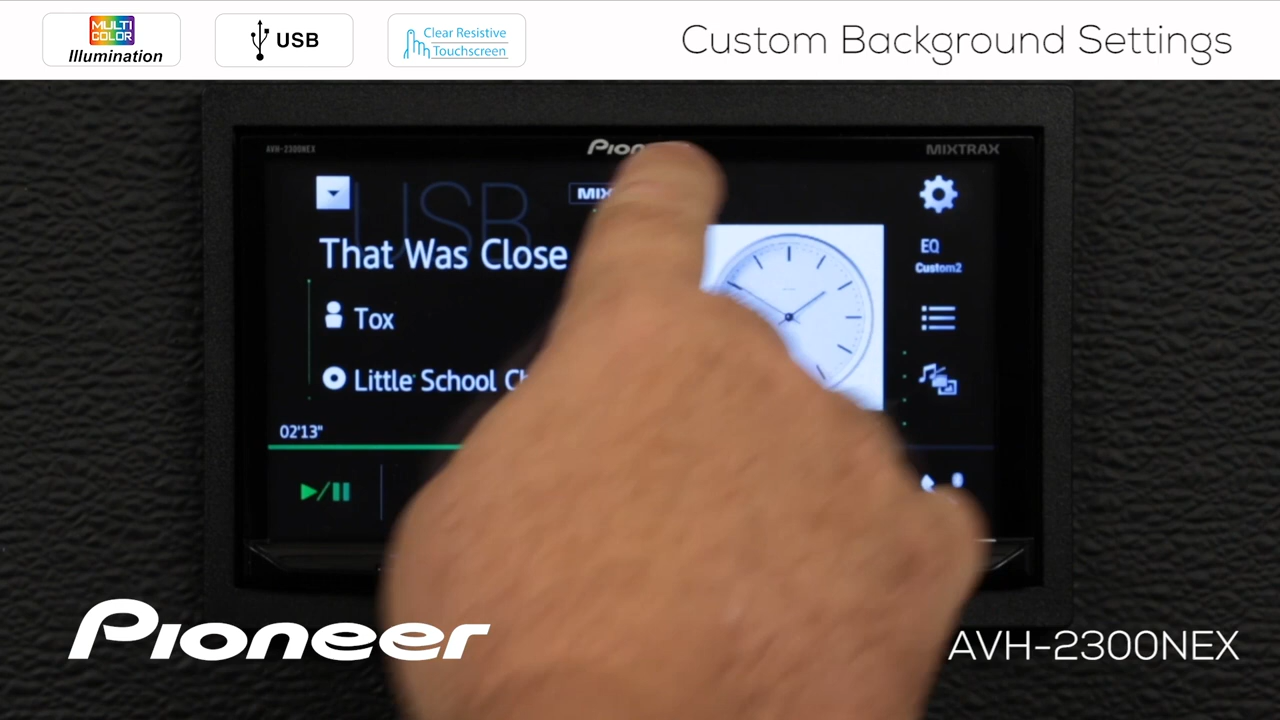 MULTI
COLOR
Illumination
USB
Clear Resistive
Touchscreen
Custom Background Settings
AVH-2300NEX
MIXTRAX
USB
That Was Close
EQ
Custom2
Tox
Little School
02'13"
Pioneer
AVH-2300NEX